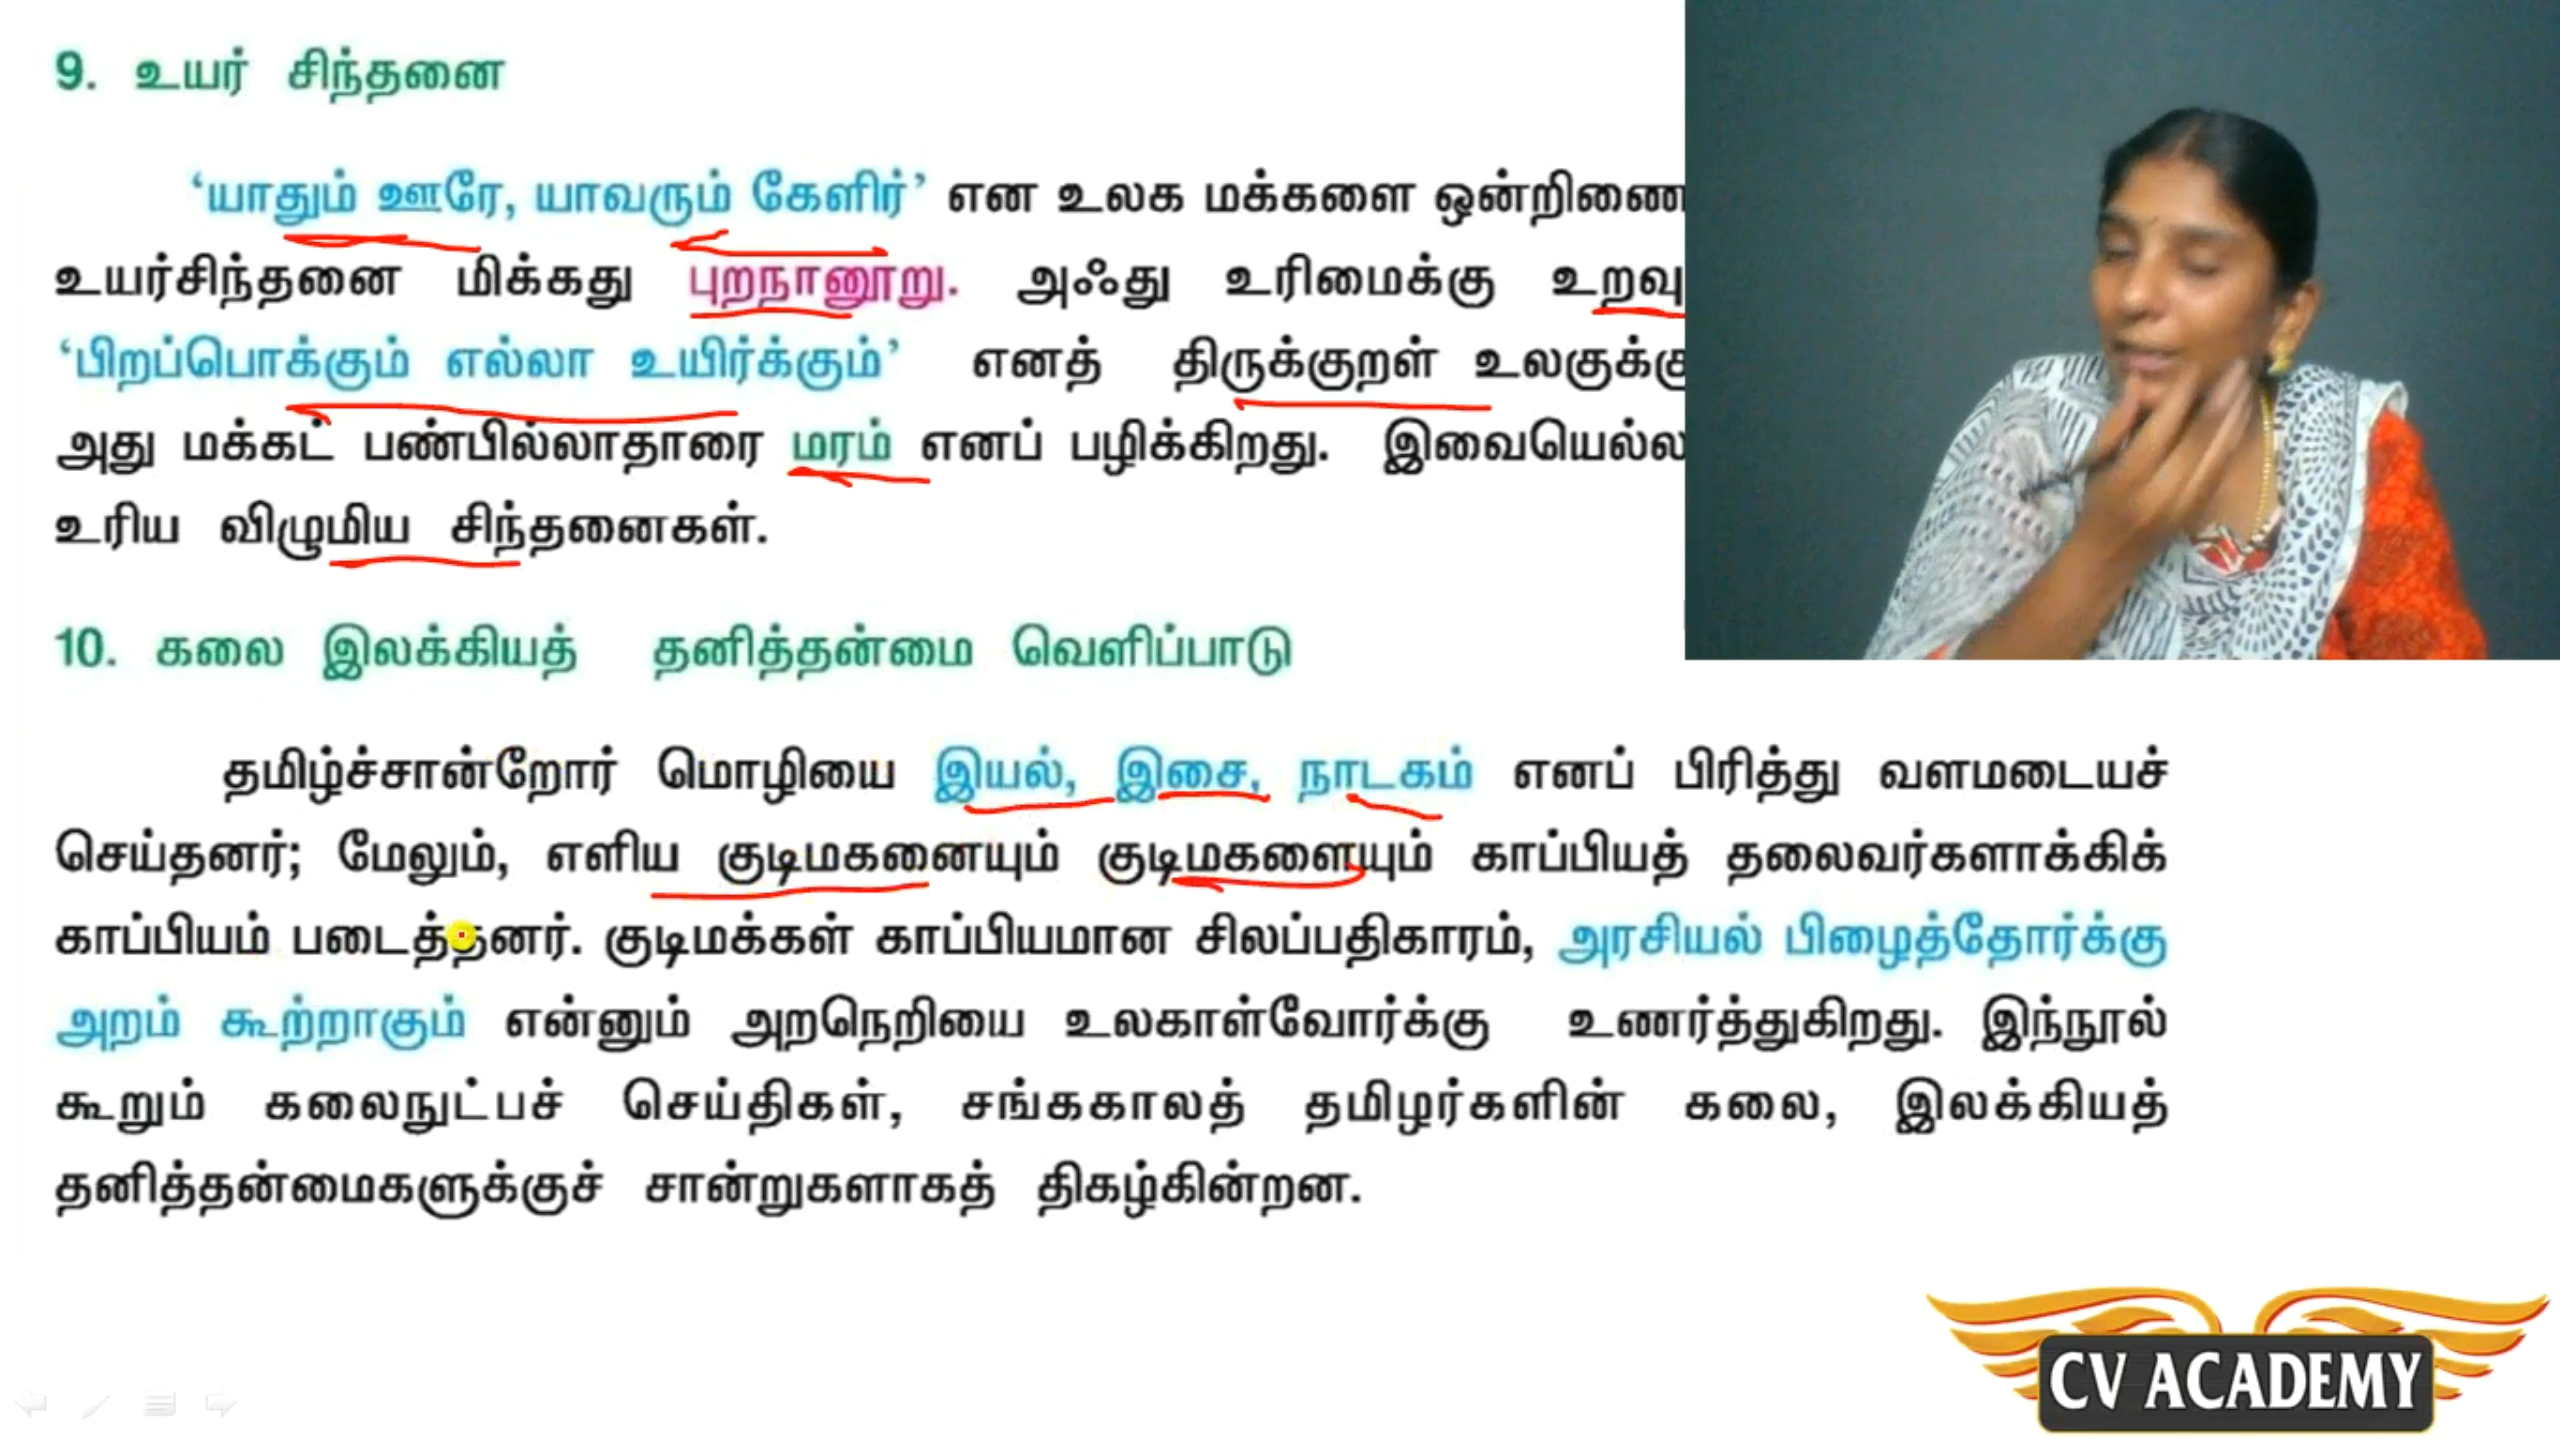 9. உயர் சிந்தனை
‘யாதும் ஊரே, யாவரும் கேளிர்’ என உலக மக்களை
உயர்சிந்தனை மிக்கது புறநானூறு. அஃது உரிமைக்கு
‘பிறப்பொக்கும் எல்லா உயிர்க்கும்’ எனத் திருக்குறள்
அது மக்கட் பண்பில்லாதாரை மரம் எனப் பழிக்கிறது.
உரிய விழுமிய சிந்தனைகள்.
10. கலை இலக்கியத் தனித்தன்மை வெளிப்பாடு
தமிழ்ச்சான்றோர் மொழியை இயல், இசை, நாடகம் எனப் பிரித்து வளமடையச்
செய்தனர்; மேலும், எளிய குடிமகனையும் குடிமகளையும் காப்பியத் தலைவர்களாக்கிக்
காப்பியம் படைத்தனர். குடிமக்கள் காப்பியமான சிலப்பதிகாரம், அரசியல் பிழைத்தோர்க்கு
அறம் கூற்றாகும் என்னும் அறநெறியை உலகாள்வோர்க்கு உணர்த்துகிறது. இந்நூல்
கூறும் கலைநுட்பச் செய்திகள், சங்ககாலத் தமிழர்களின் கலை, இலக்கியத்
தனித்தன்மைகளுக்குச் சான்றுகளாகத் திகழ்கின்றன.
CV ACADEMY